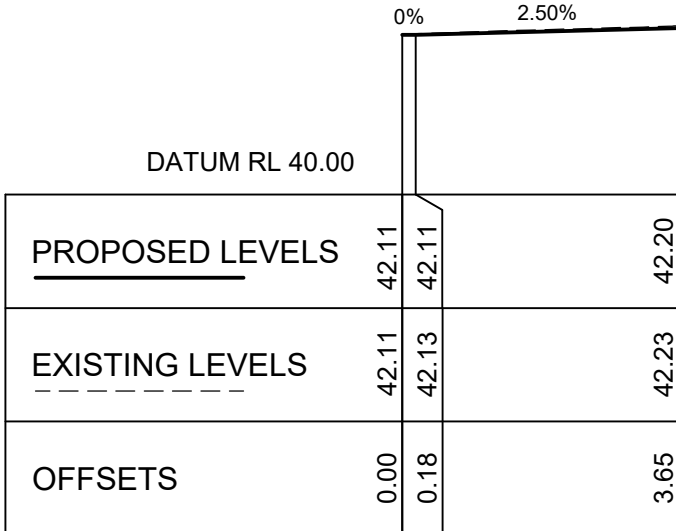 0% 2.50%
DATUM RL 40.00
PROPOSED LEVELS 42.11 42.11 42.20
EXISTING LEVELS 42.11 42.13 42.23
OFFSETS 0.00 0.18 3.65